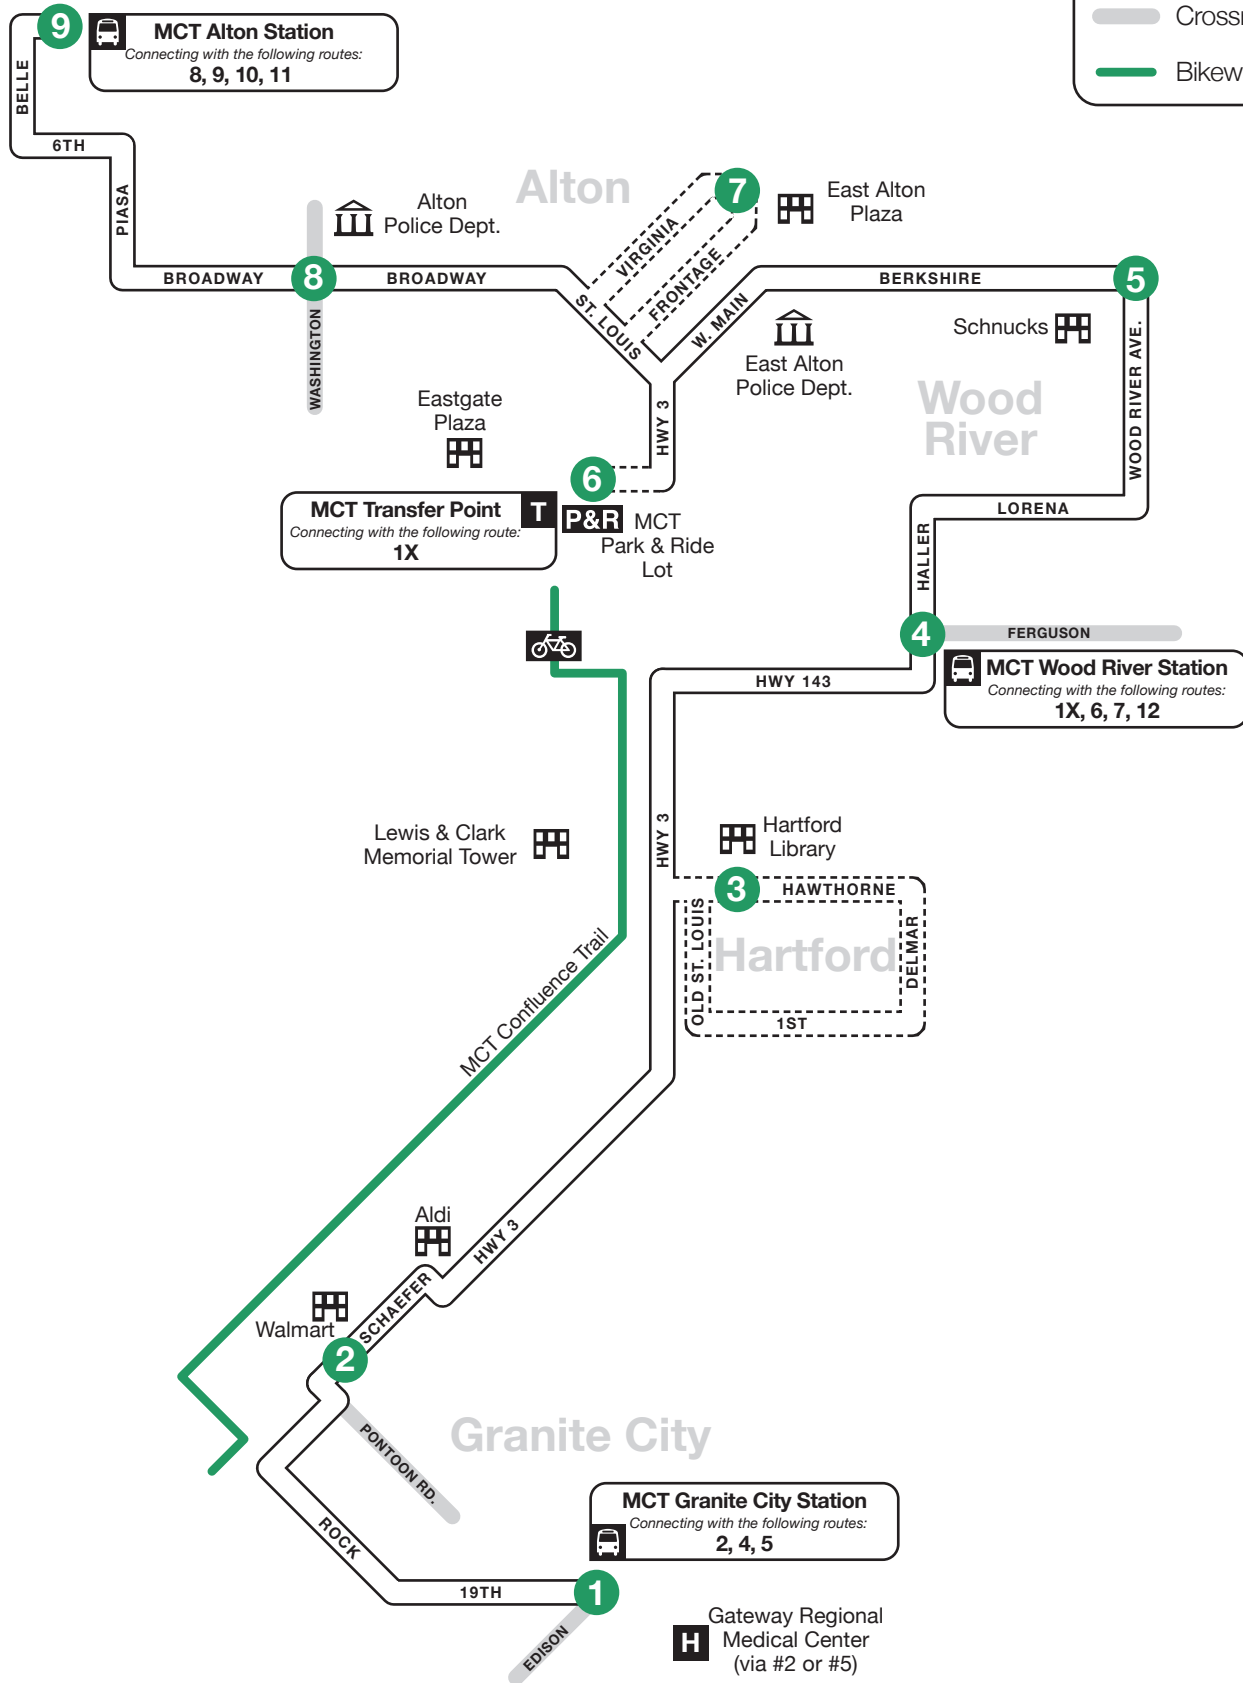 9
MCT Alton Station
Connecting with the following routes:
8, 9, 10, 11
BELLE
6TH
PIASA
Alton
Alton
Police Dept.
7
East Alton
Plaza
VIRGINIA
FRONTAGE
BROADWAY
8
BROADWAY
ST. LOUIS
W. MAIN
BERKSHIRE
5
WASHINGTON
Schnucks
East Alton
Police Dept.
WOOD RIVER AVE.
Wood
River
Eastgate
Plaza
HWY 3
6
MCT Transfer Point
Connecting with the following route:
1X
T
P&R
MCT
Park & Ride
Lot
LORENA
HALLER
4
FERGUSON
MCT Wood River Station
Connecting with the following routes:
1X, 6, 7, 12
HWY 143
Lewis & Clark
Memorial Tower
HWY 3
Hartford
Library
3
HAWTHORNE
OLD ST. LOUIS
Hartford
DELMAR
1ST
MCT Confluence Trail
Aldi
HWY 3
SCHAEFER
Walmart
2
PONTOON RD.
Granite City
MCT Granite City Station
Connecting with the following routes:
2, 4, 5
ROCK
19TH
1
EDISON
H
Gateway Regional
Medical Center
(via #2 or #5)